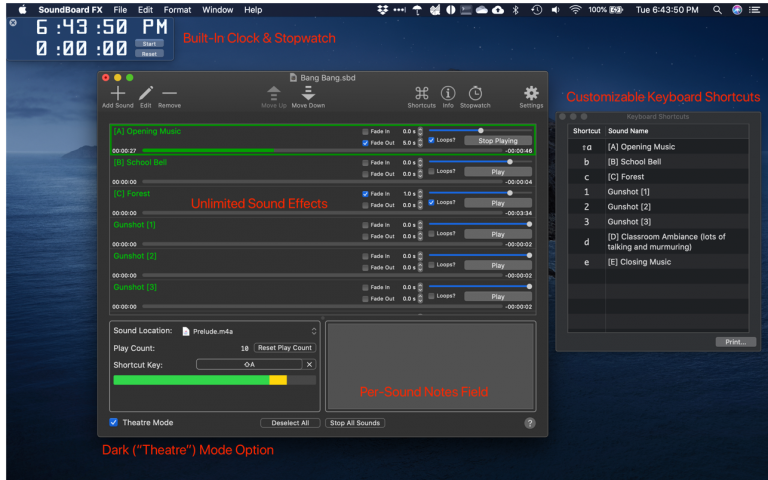 SoundBoard FX File Edit Format Window Help 100% Tue 6:43:50 PM
6:43:50 PM
0:00:00
Start
Reset
Built-In Clock & Stopwatch
Bang Bang.sbd
Add Sound Edit Remove Move Up Move Down Shortcuts Info Stopwatch Settings
[A] Opening Music Fade In 0.0 s
Fade Out 5.0 s Loops? Stop Playing
00:00:27 -00:00:46
[B] School Bell Fade In 0.0 s
Fade Out 0.0 s Loops? Play
00:00:00 -00:00:04
[C] Forest Fade In 1.0 s
Fade Out 0.0 s Loops? Play
00:00:00 -00:03:34
Unlimited Sound Effects
Gunshot [1] Fade In 0.0 s
Fade Out 0.0 s Loops? Play
00:00:00 -00:00:02
Gunshot [2] Fade In 0.0 s
Fade Out 0.0 s Loops? Play
00:00:00 -00:00:02
Gunshot [3] Fade In 0.0 s
Fade Out 0.0 s Loops? Play
00:00:00 -00:00:02
Sound Location: Prelude.m4a
Play Count: 10 Reset Play Count
Shortcut Key: ⇧A X
Per-Sound Notes Field
Theatre Mode Deselect All Stop All Sounds ?
Dark ("Theatre") Mode Option
Customizable Keyboard Shortcuts
Keyboard Shortcuts
Shortcut Sound Name
⇧a [A] Opening Music
b [B] School Bell
c [C] Forest
1 Gunshot [1]
2 Gunshot [2]
3 Gunshot [3]
d [D] Classroom Ambiance (lots of
talking and murmuring)
e [E] Closing Music
Print...